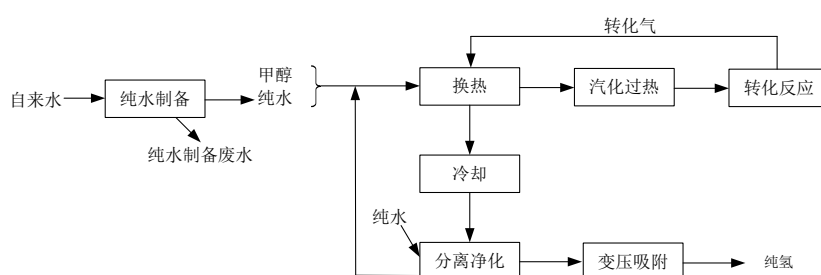 转化气
甲醇
纯水
自来水
纯水制备
换热
汽化过热
转化反应
纯水制备废水
冷却
纯水
分离净化
变压吸附
纯氢